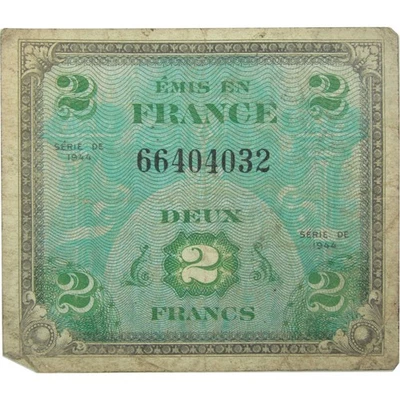 2 ÉMIS EN 2
FRANCE
SÉRIE DE
1944
66404032
DEUX
SÉRIE DE
1944
2 2 2
FRANCS